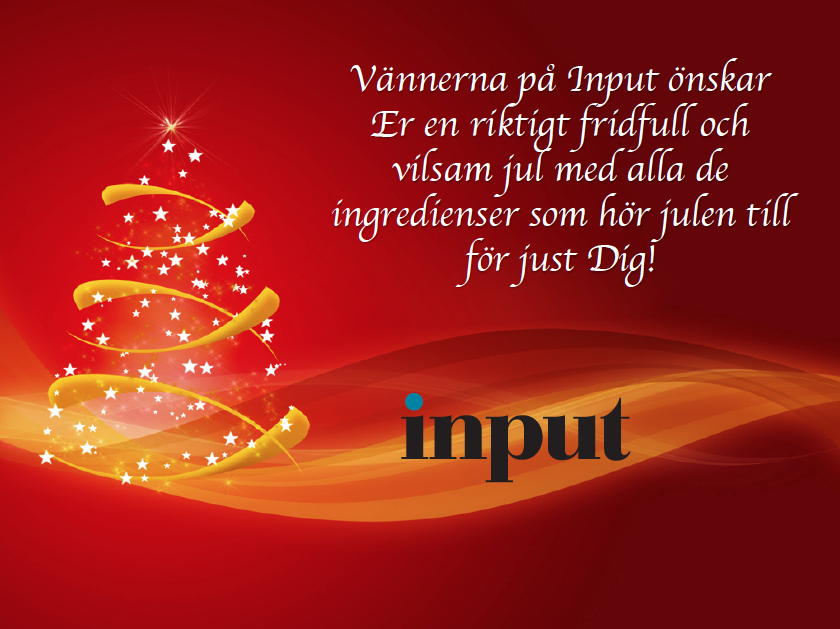 Vännerna på Input önskar
Er en riktigt fridfull och
vilsam jul med alla de
ingredienser som hör julen till
för just Dig!
input